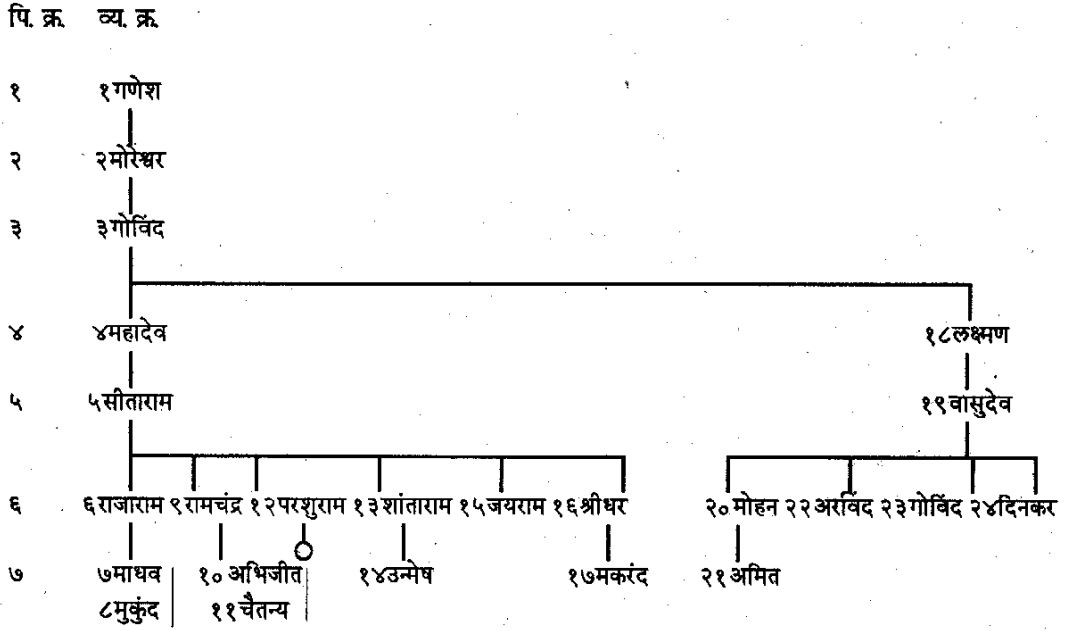 पि. क्र. व्य. क्र.
१ १गणेश
२ २मोरेश्वर
३ ३गोविंद
४ ४महादेव १८लक्ष्मण
५ ५सीताराम १९वासुदेव
६ ६राजाराम ९रामचंद्र १२परशुराम १३शांताराम १५जयराम १६श्रीधर २०मोहन २२अरविंद २३गोविंद २४दिनकर
७ ७माधव १०अभिजीत १४उन्मेष १७मकरंद २१अमित
८मुकुंद ११चैतन्य